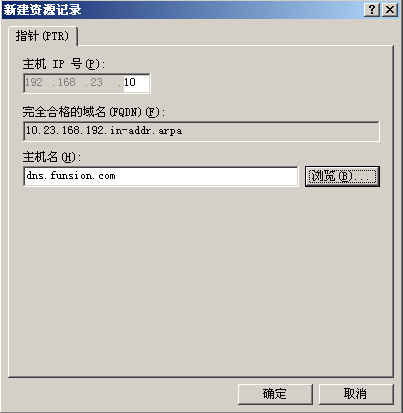 新建资源记录
指针(PTR)
主机 IP 号(P):
192 .168 .23 .10
完全合格的域名(FQDN)(F):
10.23.168.192.in-addr.arpa
主机名(H):
dns.funsion.com
浏览(B)...
确定
取消